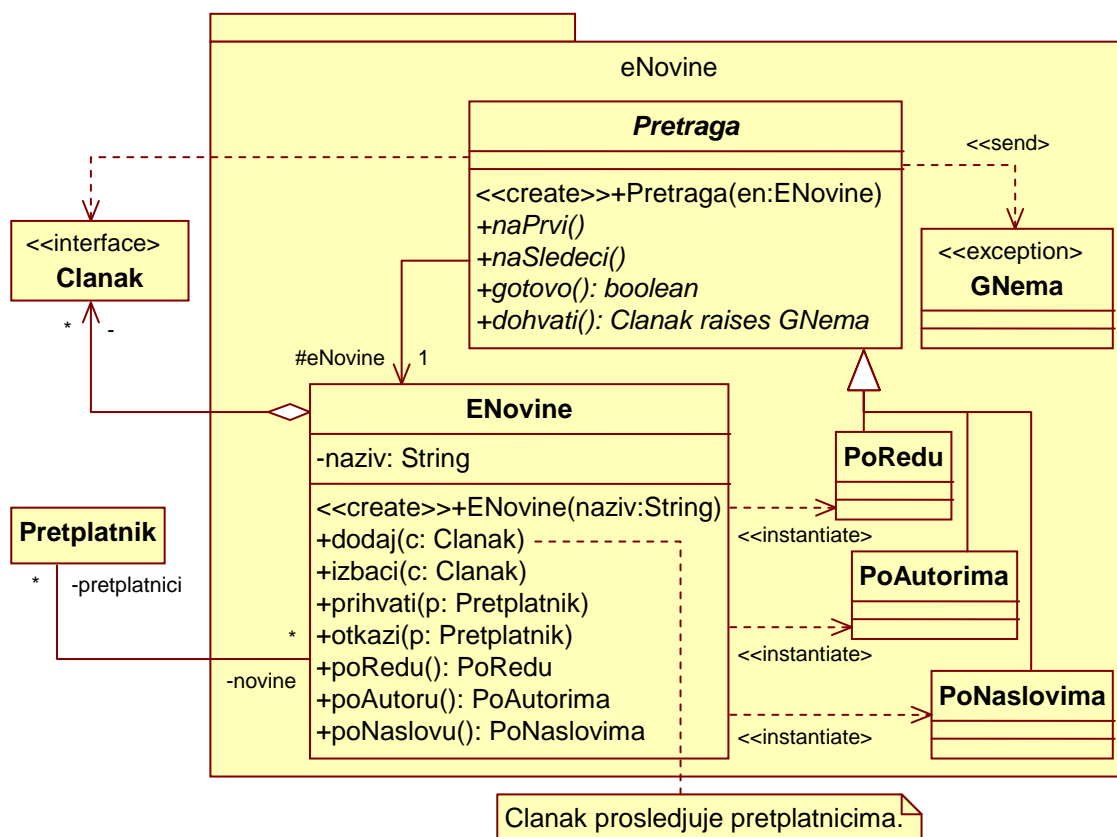 eNovine
Pretraga
<<send>>
<<create>>+Pretraga(en:ENovine)
+naPrvi()
+naSledeci()
+gotovo(): boolean
+dohvati(): Clanak raises GNema
<<interface>>
Clanak
<<exception>>
GNema
* -
#eNovine 1
ENovine
-naziv: String
<<create>>+ENovine(naziv:String)
+dodaj(c: Clanak)
+izbaci(c: Clanak)
+prihvati(p: Pretplatnik)
+otkazi(p: Pretplatnik)
+poRedu(): PoRedu
+poAutoru(): PoAutorima
+poNaslovu(): PoNaslovima
PoRedu
<<instantiate>>
Pretplatnik
* -pretplatnici
PoAutorima
*
<<instantiate>>
-novine
PoNaslovima
<<instantiate>>
Clanak prosledjuje pretplatnicima.